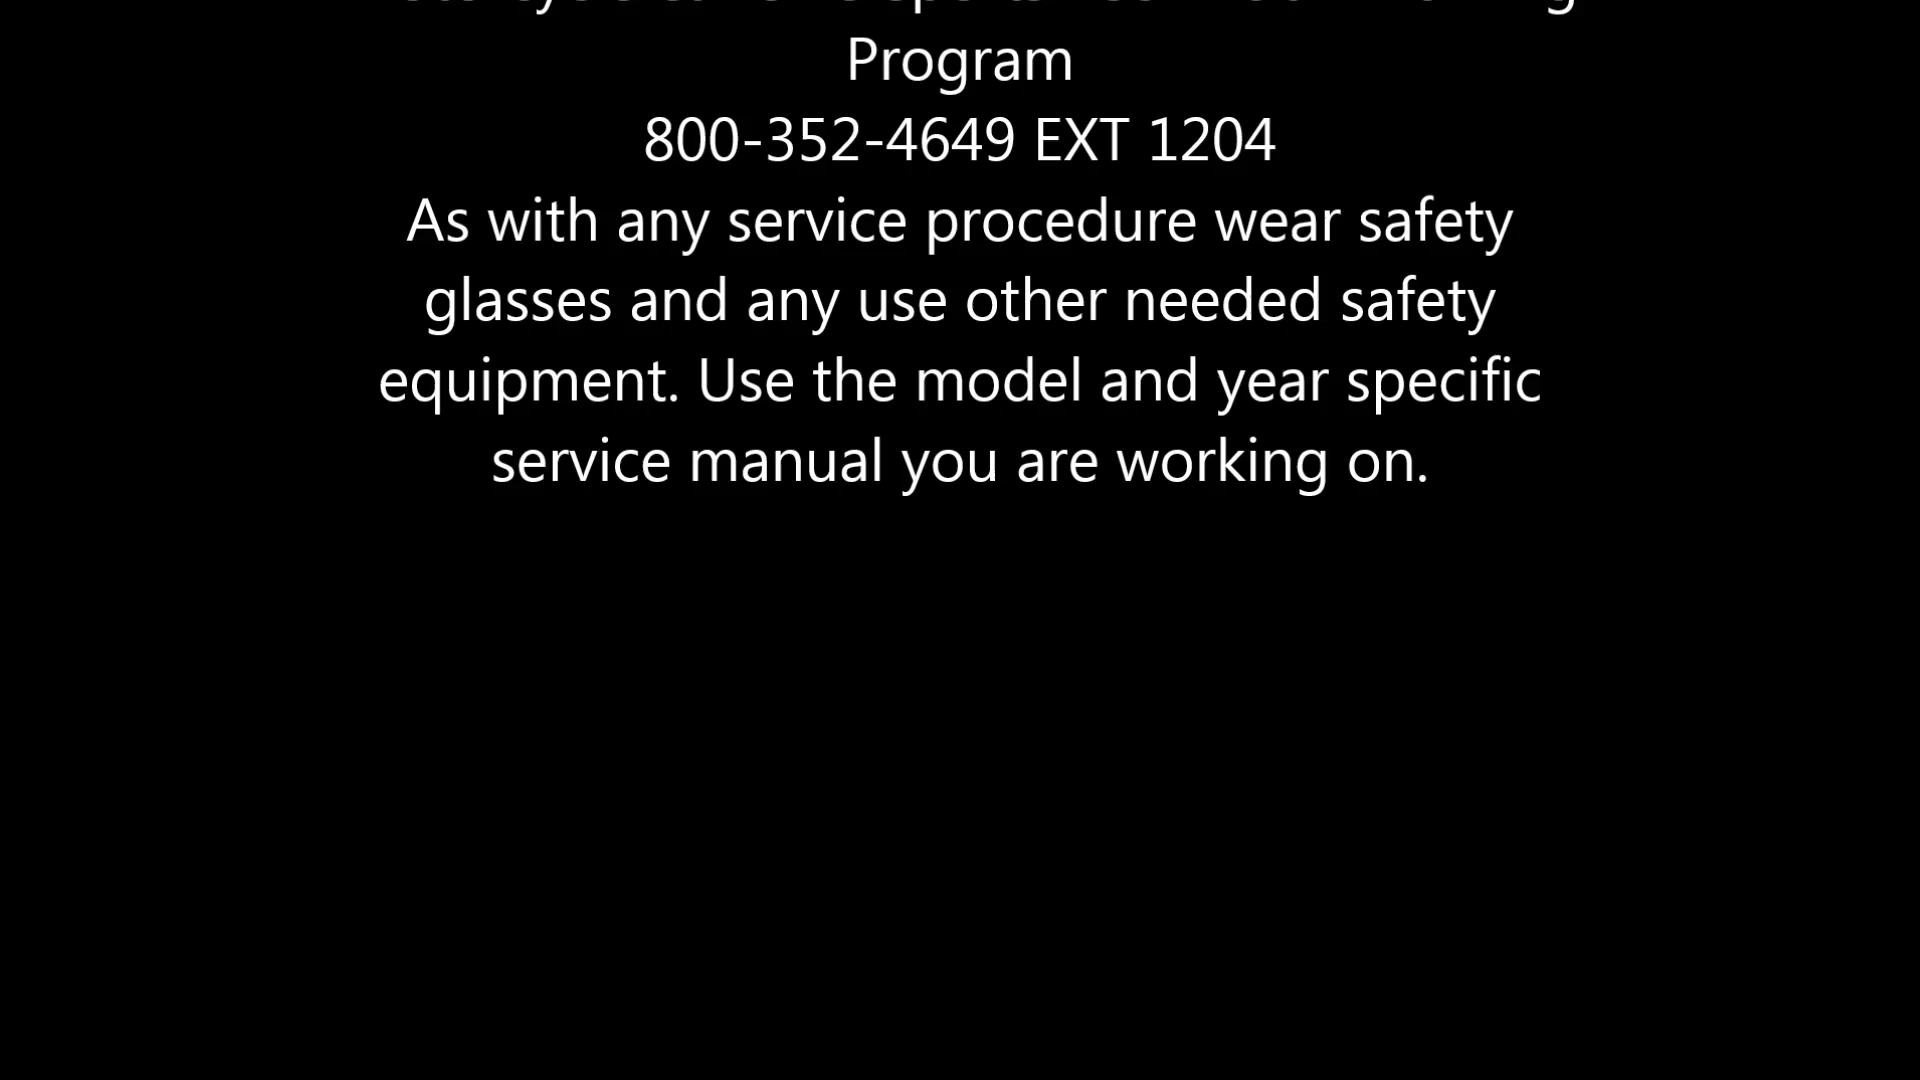 Program
800-352-4649 EXT 1204
As with any service procedure wear safety
glasses and any use other needed safety
equipment. Use the model and year specific
service manual you are working on.